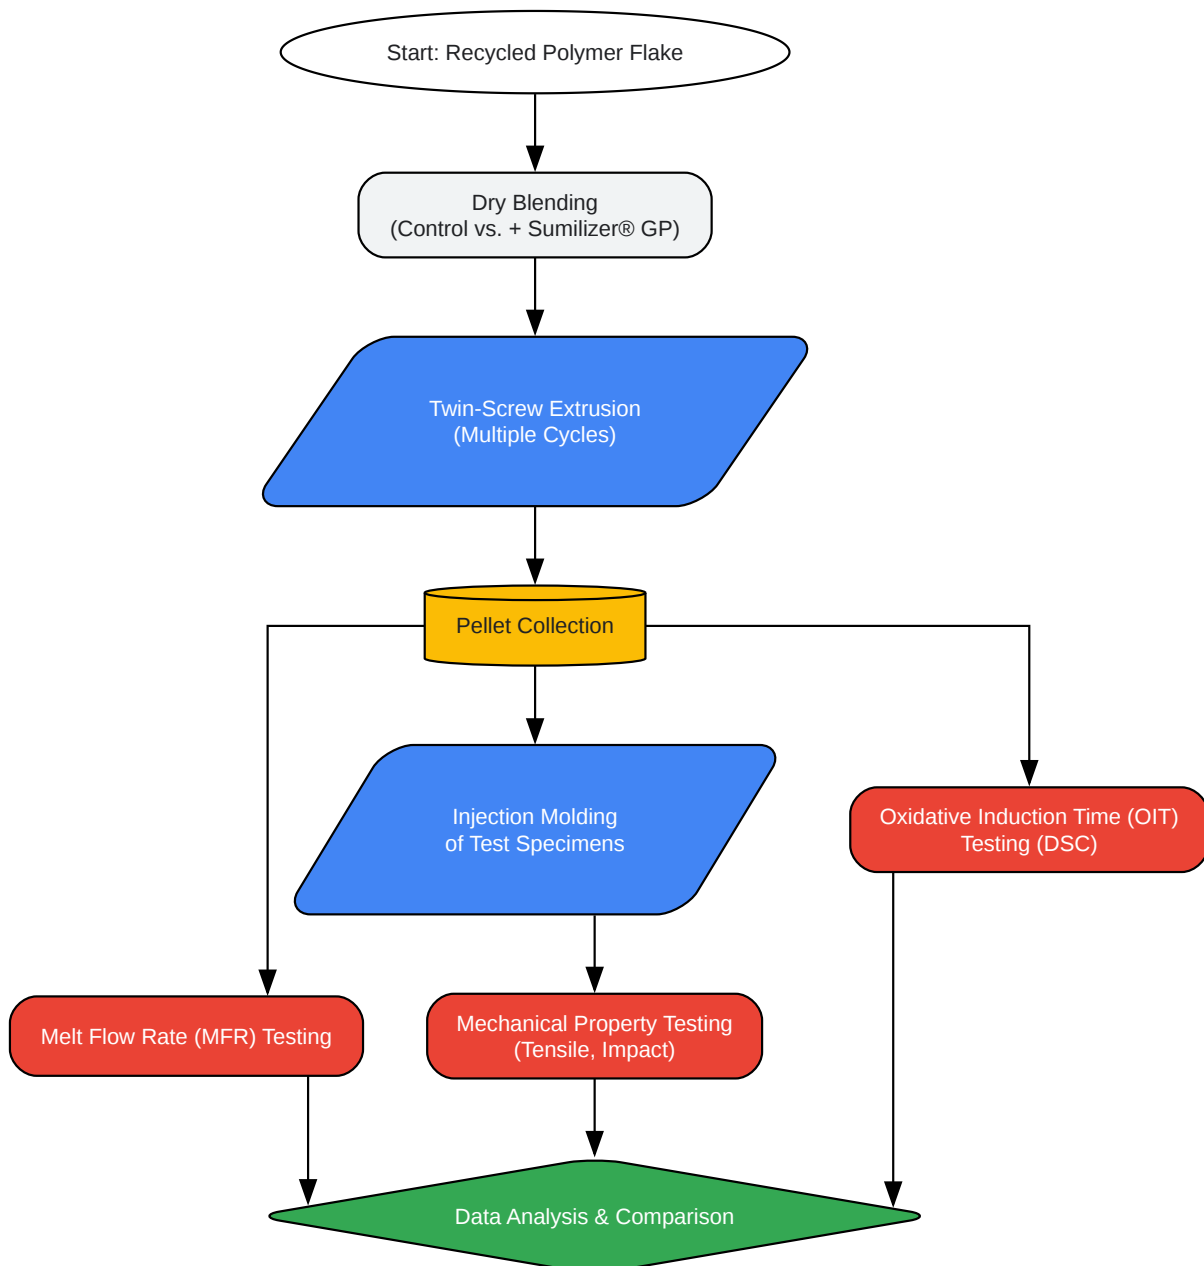 Start: Recycled Polymer Flake
Dry Blending
(Control vs. + Sumilizer® GP)
Twin-Screw Extrusion
(Multiple Cycles)
Pellet Collection
Injection Molding
of Test Specimens
Oxidative Induction Time (OIT)
Testing (DSC)
Melt Flow Rate (MFR) Testing
Mechanical Property Testing
(Tensile, Impact)
Data Analysis & Comparison